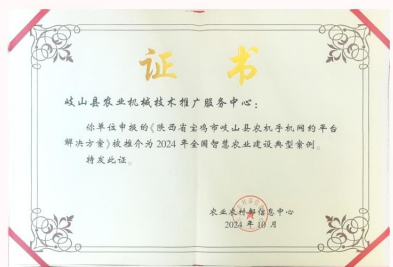 证书
岐山县农业机械技术推广服务中心：
你单位申报的《陕西省宝鸡市岐山县农机手机网约平台
解决方案》被推介为2024年全国智慧农业建设典型案例。
特发此证。
农业农村部信息中心
2024年10月